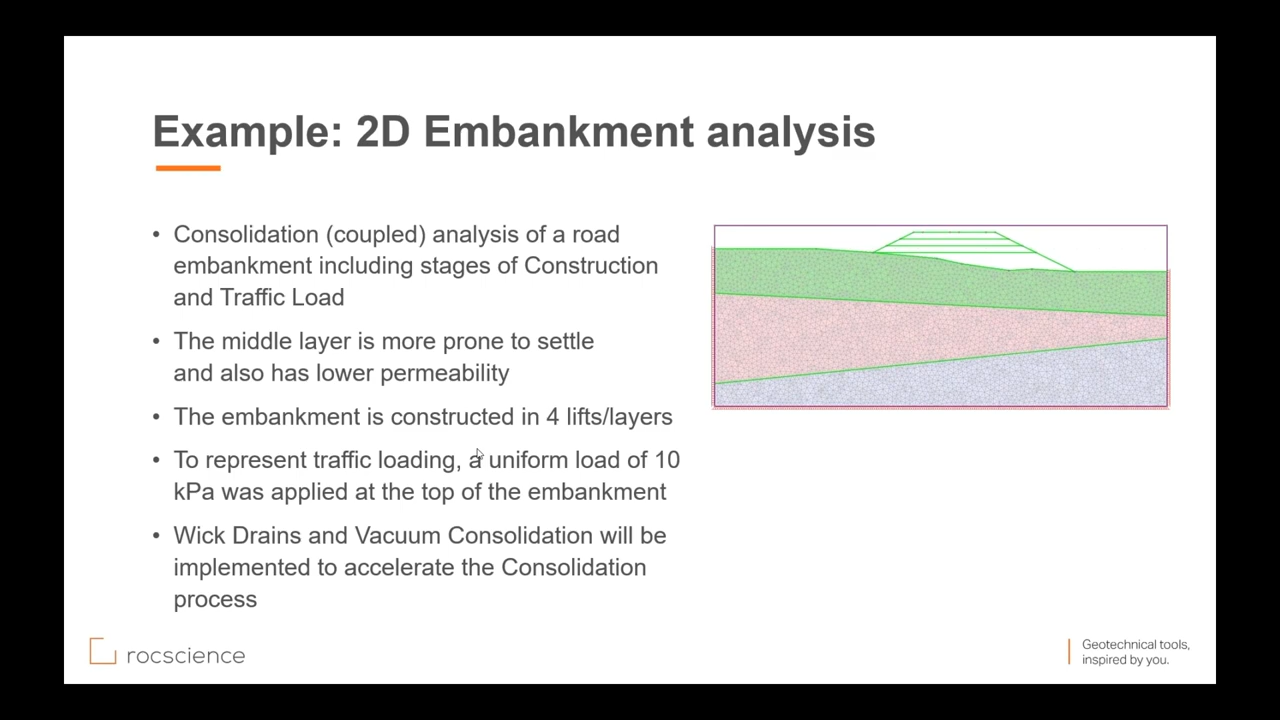 Example: 2D Embankment analysis
• Consolidation (coupled) analysis of a road
embankment including stages of Construction
and Traffic Load
• The middle layer is more prone to settle
and also has lower permeability
• The embankment is constructed in 4 lifts/layers
• To represent traffic loading, a uniform load of 10
kPa was applied at the top of the embankment
• Wick Drains and Vacuum Consolidation will be
implemented to accelerate the Consolidation
process
rocscience
Geotechnical tools,
inspired by you.